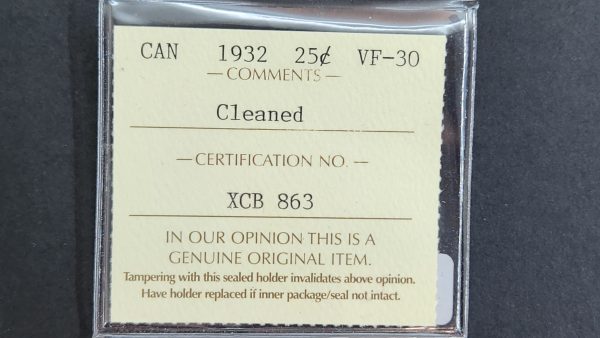 CAN 1932 25¢ VF-30
— COMMENTS —
Cleaned
— CERTIFICATION NO. —
XCB 863
IN OUR OPINION THIS IS A
GENUINE ORIGINAL ITEM.
Tampering with this sealed holder invalidates above opinion.
Have holder replaced if inner package/seal not intact.